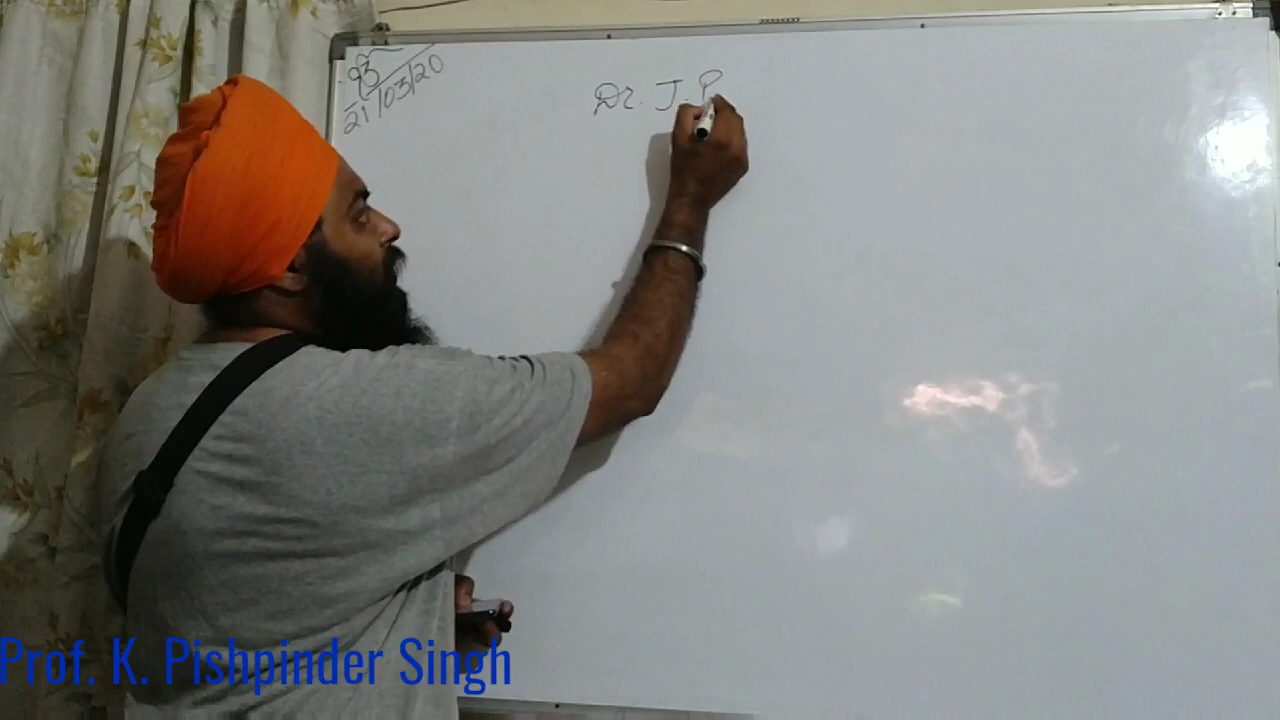 ੴ
21/03/20
Dr. J. P
Prof. K. Pishpinder Singh